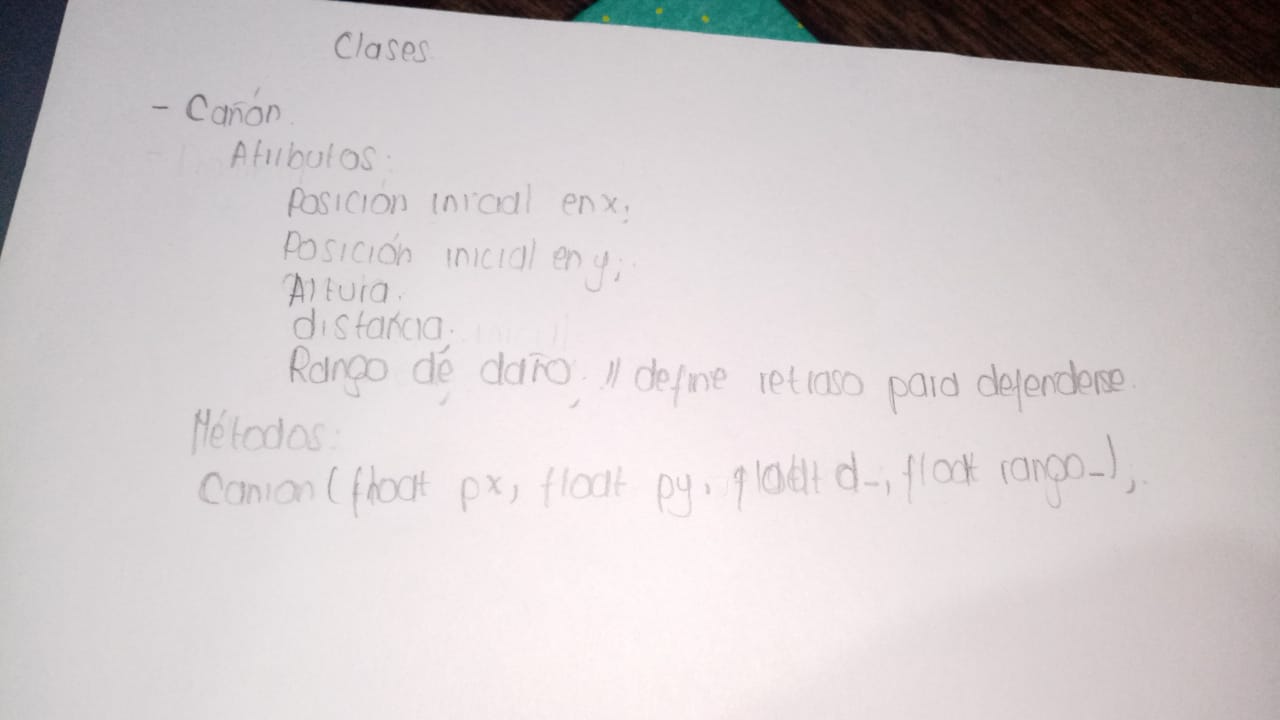 Clases
- Cañón.
Atributos:
Posición inicial en x;
Posición inicial en y;
Altura.
distancia.
Rango de daño; // define retraso para defenderse.
Métodos:
Canion (float px, float py, float d_, float rango_);